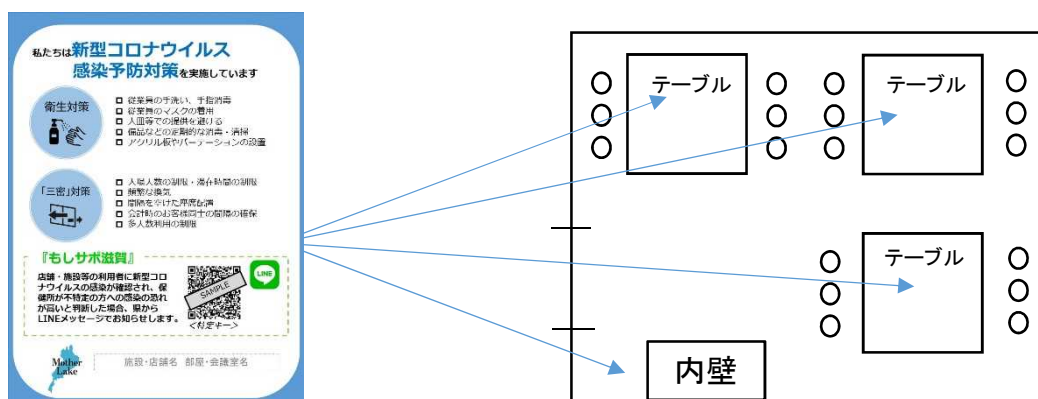 私たちは新型コロナウイルス
感染予防対策を実施しています
衛生対策
従業員の手洗い、手指消毒
従業員のマスクの着用
大皿等での提供を避ける
備品などの定期的な消毒・清掃
アクリル板やパーテーションの設置
「三密」対策
入場人数の制限・滞在時間の制限
頻繁な換気
間隔を空けた座席配置
会計時のお客様同士の間隔の確保
多人数利用の制限
『もしサポ滋賀』
店舗・施設等の利用者に新型コロ
ナウイルスの感染が確認され、保
健所が不特定の方への感染の恐れ
が高いと判断した場合、県から
LINEメッセージでお知らせします。
LINE
SAMPLE
<判定キー>
Mother
Lake
施設・店舗名 部屋・会議室名
テーブル
テーブル
テーブル
内壁